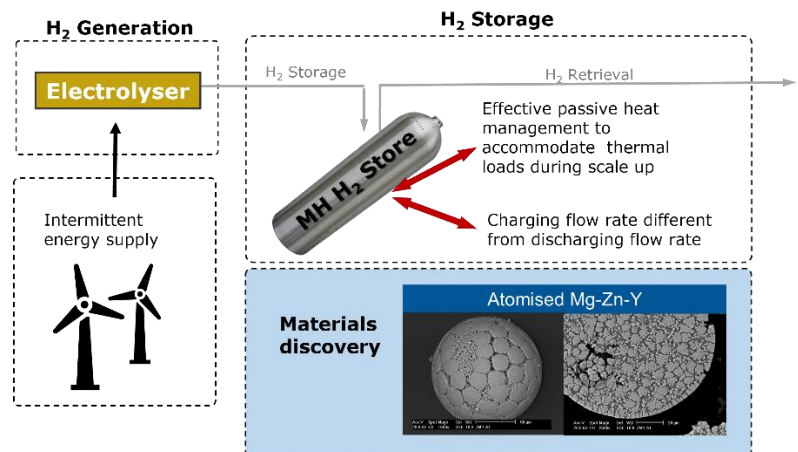 H₂ Generation
Electrolyser
Intermittent
energy supply
H₂ Storage
H₂ Storage
H₂ Retrieval
MH H₂ Store
Effective passive heat
management to
accommodate thermal
loads during scale up
Charging flow rate different
from discharging flow rate
Materials
discovery
Atomised Mg-Zn-Y